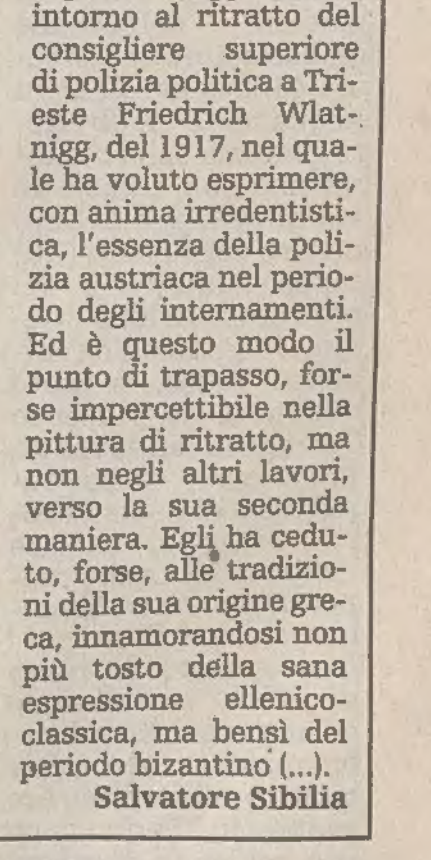 intorno al ritratto del
consigliere superiore
di polizia politica a Tri-
este Friedrich Wlat-
nigg, del 1917, nel qua-
le ha voluto esprimere,
con anima irredentisti-
ca, l'essenza della poli-
zia austriaca nel perio-
do degli internamenti.
Ed è questo modo il
punto di trapasso, for-
se impercettibile nella
pittura di ritratto, ma
non negli altri lavori,
verso la sua seconda
maniera. Egli ha cedu-
to, forse, alle tradizio-
ni della sua origine gre-
ca, innamorandosi non
più tosto della sana
espressione ellenico-
classica, ma bensì del
periodo bizantino (...).
Salvatore Sibilia